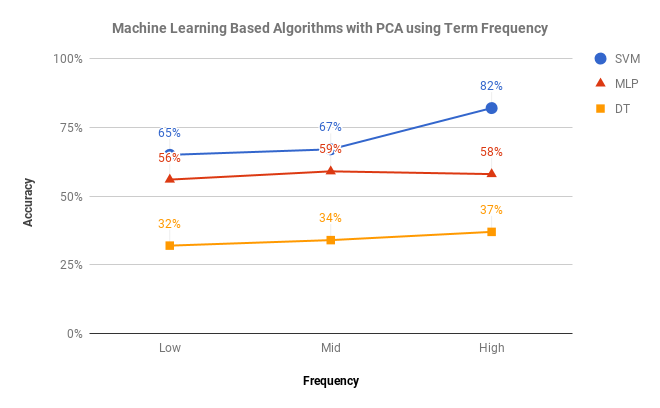 Machine Learning Based Algorithms with PCA using Term Frequency
100%
75%
50%
25%
0%
Accuracy
65%
67%
82%
56%
59%
58%
32%
34%
37%
Low
Mid
High
Frequency
SVM
MLP
DT